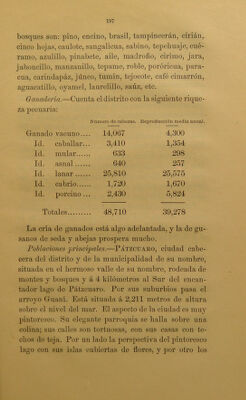 197
bosques son: pino, encino, brasil, tampincerán, cirián,
cinco hojas, caulote, sangalicua, sabino, tepehuaje, cué-
ramo, azulillo, pinabete, aile, madroño, cirimo, jara,
jaboncillo, manzanillo, tepamo, roble, poróricua, para-
cua, carindapáz, júneo, tumin, tejocote, café cimarrón,
aguacatillo, oyamel, laurelillo, saúz, etc.
Ganadería.—Cuenta el distrito con la siguiente rique-
za pecuaria:
Número de cabezas. Reproducción media anual.
Ganado vacuno..... 14,067 4,300
Id. caballar... 3,410 1,354
Id. mular...... 633 298
Id. asnal ...... 640 257
Id. lanar ...... 25,810 25,575
Id. cabrío...... 1,720 1,670
Id. porcino ... 2,430 5,824
Totales......... 48,710 39,278
La cría de ganados está algo adelantada, y la de gu-
sanos de seda y abejas prospera mucho.
Poblaciones principales.—PÁTZCUARO, ciudad cabe-
cera del distrito y de la municipalidad de su nombre,
situada en el hermoso valle de su nombre, rodeada de
montes y bosques y á 4 kilómetros al Sur del encan-
tador lago de Pátzcuaro. Por sus suburbios pasa el
arroyo Guani. Está situada á 2,211 metros de altura
sobre el nivel del mar. El aspecto de la ciudad es muy
pintoresco. Su elegante parroquia se halla sobre una
colina; sus calles son tortuosas, con sus casas con te-
chos de teja. Por un lado la perspectiva del pintoresco
lago con sus islas cubiertas de flores, y por otro los